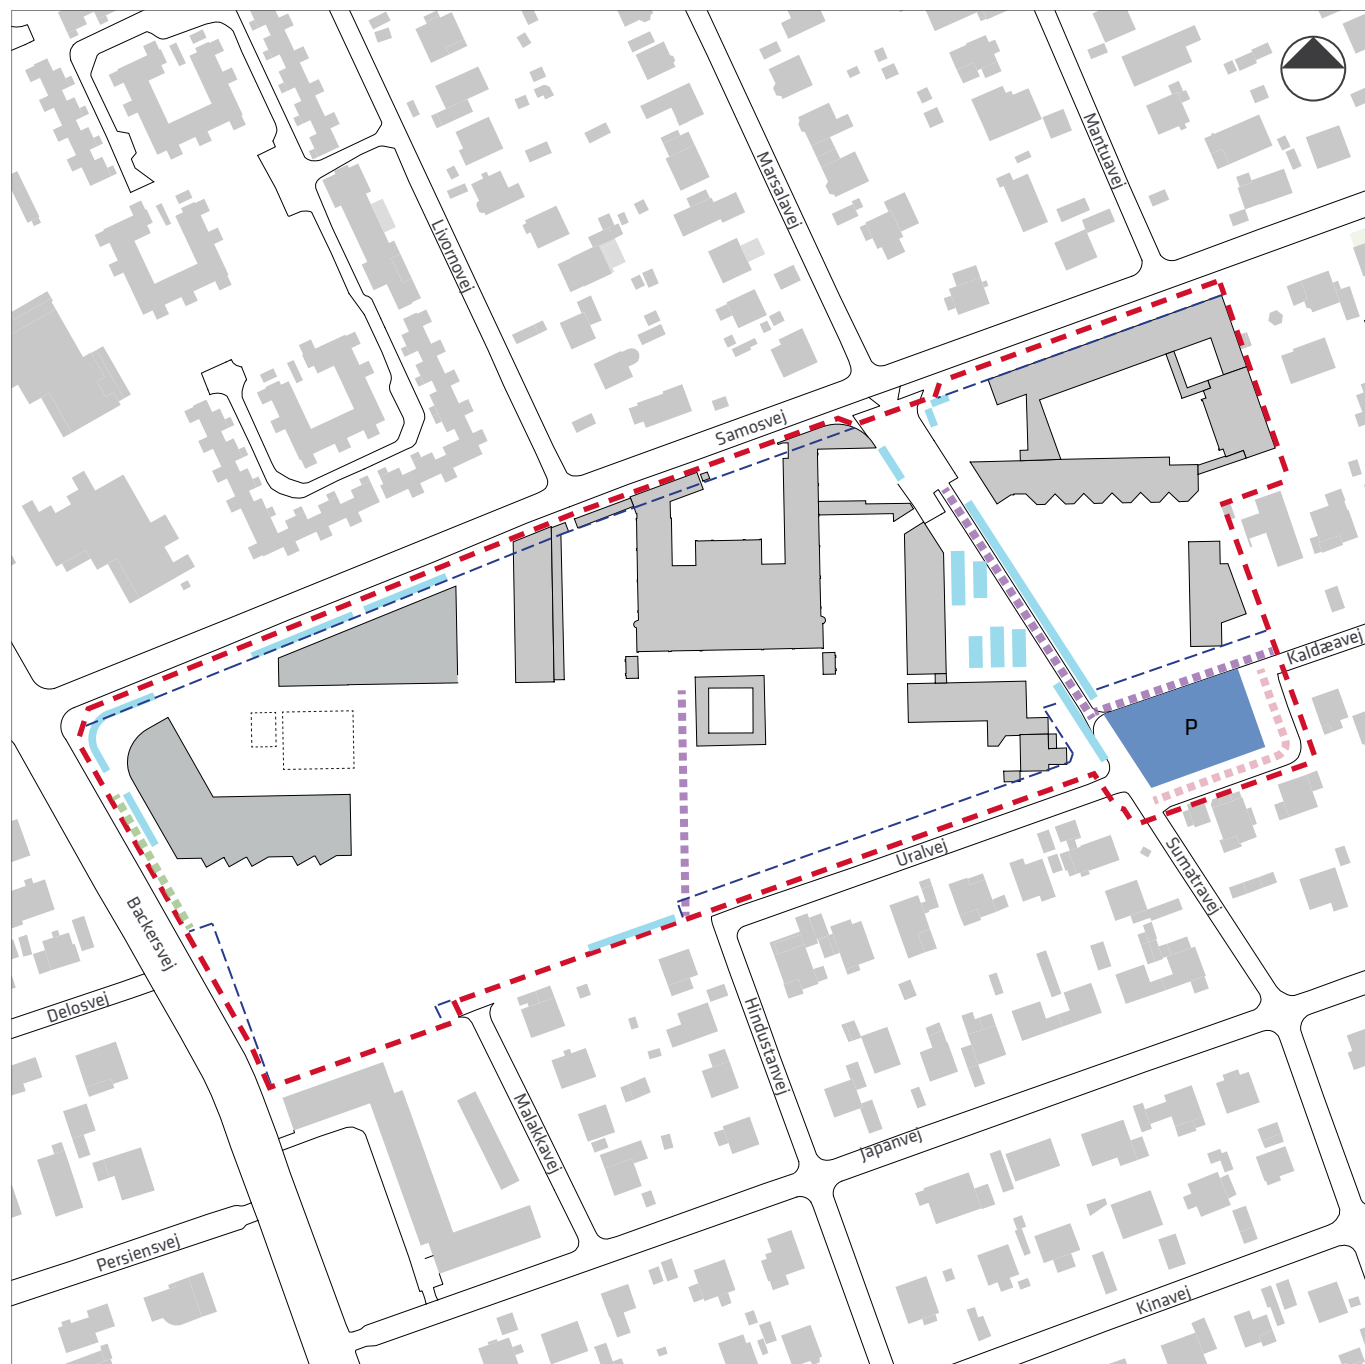 Mantuavej
Marsalavej
Livornovej
Samosvej
Kaldæavej
P
Uralvej
Sumatravej
Backersvej
Delosvej
Hindustanvej
Malakkavej
Japanvej
Persiensvej
Kinavej